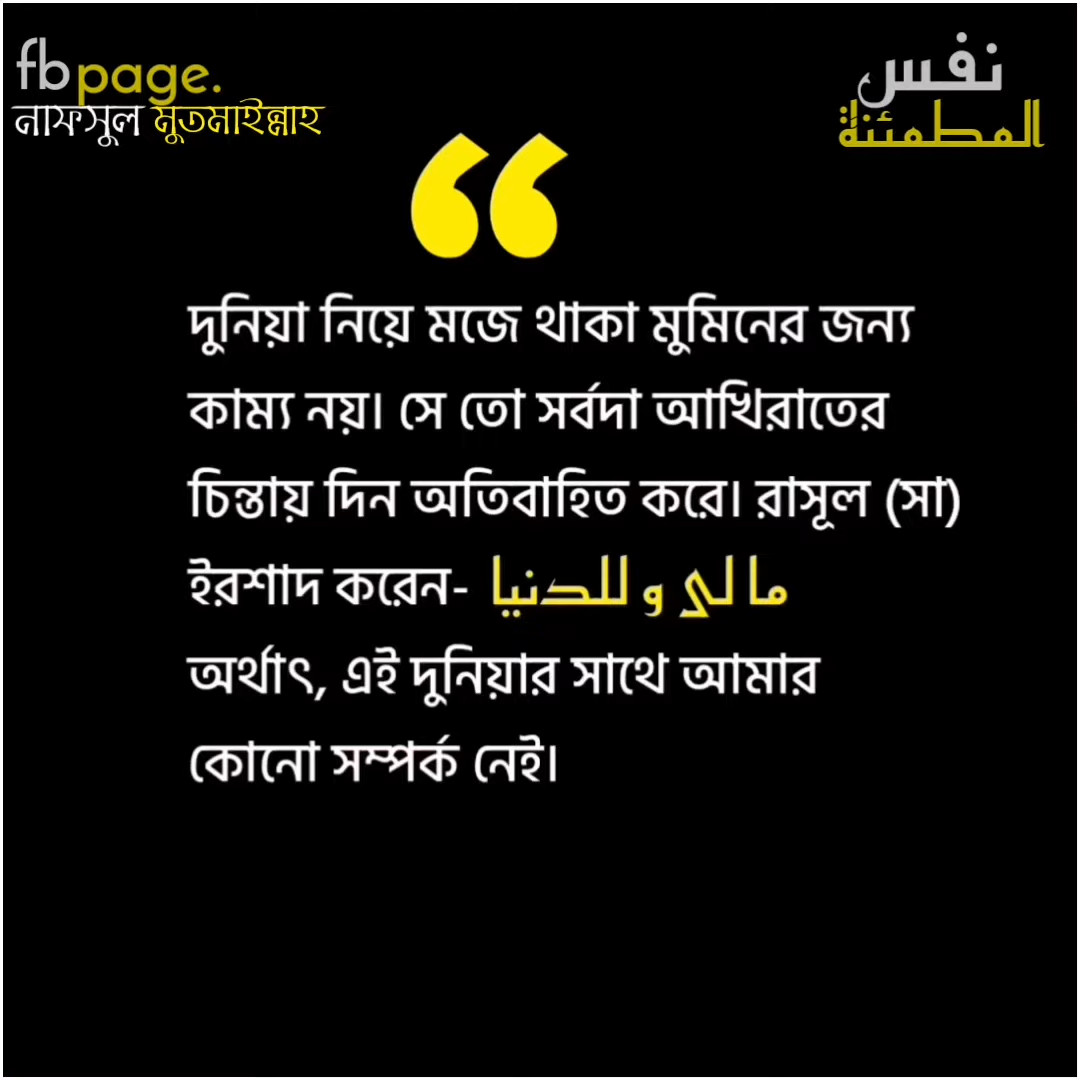 fbpage.
নাফসুল মুতমাইন্নাহ
نفس
المطمئنة
“
দুনিয়া নিয়ে মজে থাকা মুমিনের জন্য
কাম্য নয়। সে তো সর্বদা আখিরাতের
চিন্তায় দিন অতিবাহিত করে। রাসূল (সা)
ইরশাদ করেন- ما لي و للدنيا
অর্থাৎ, এই দুনিয়ার সাথে আমার
কোনো সম্পর্ক নেই।